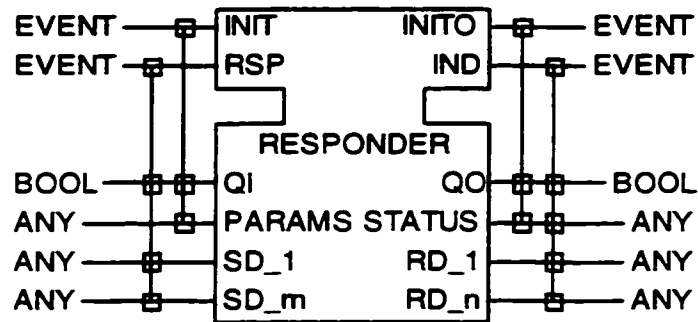 EVENT INIT INITO EVENT
EVENT RSP IND EVENT
RESPONDER
BOOL QI QO BOOL
ANY PARAMS STATUS ANY
ANY SD_1 RD_1 ANY
ANY SD_m RD_n ANY